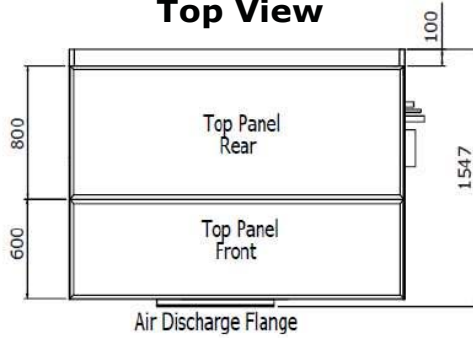 Top View
100
800
Top Panel
Rear
1547
600
Top Panel
Front
Air Discharge Flange